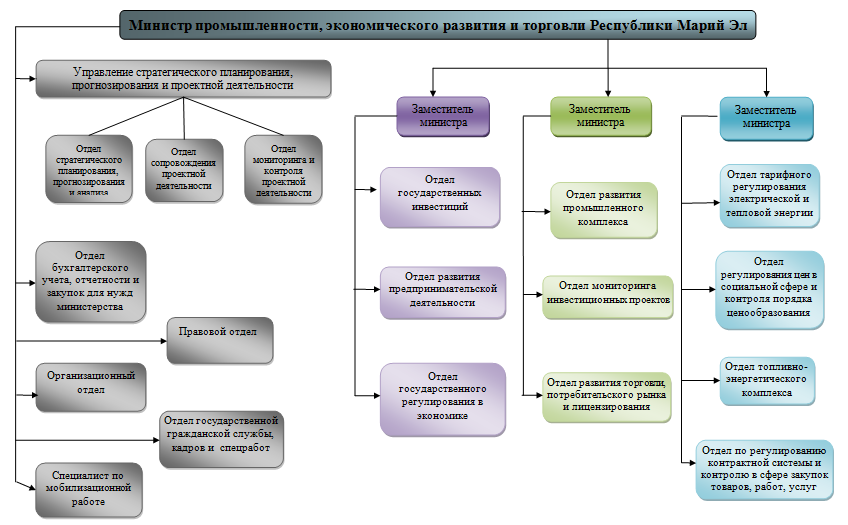 Министр промышленности, экономического развития и торговли Республики Марий Эл
Управление стратегического планирования,
прогнозирования и проектной деятельности
Отдел
стратегического
планирования,
прогнозирования
и анализа
Отдел
сопровождения
проектной
деятельности
Отдел
мониторинга и
контроля
проектной
деятельности
Отдел
бухгалтерского
учета, отчетности и
закупок для нужд
министерства
Правовой отдел
Организационный
отдел
Отдел государственной
гражданской службы,
кадров и спецработ
Специалист по
мобилизационной
работе
Заместитель
министра
Отдел
государственных
инвестиций
Отдел развития
предпринимательской
деятельности
Отдел
государственного
регулирования в
экономике
Заместитель
министра
Отдел развития
промышленного
комплекса
Отдел мониторинга
инвестиционных проектов
Отдел развития торговли,
потребительского рынка
и лицензирования
Заместитель
министра
Отдел тарифного
регулирования
электрической и
тепловой энергии
Отдел
регулирования цен в
социальной сфере и
контроля порядка
ценообразования
Отдел топливно-
энергетического
комплекса
Отдел по регулированию
контрактной системы и
контролю в сфере закупок
товаров, работ, услуг